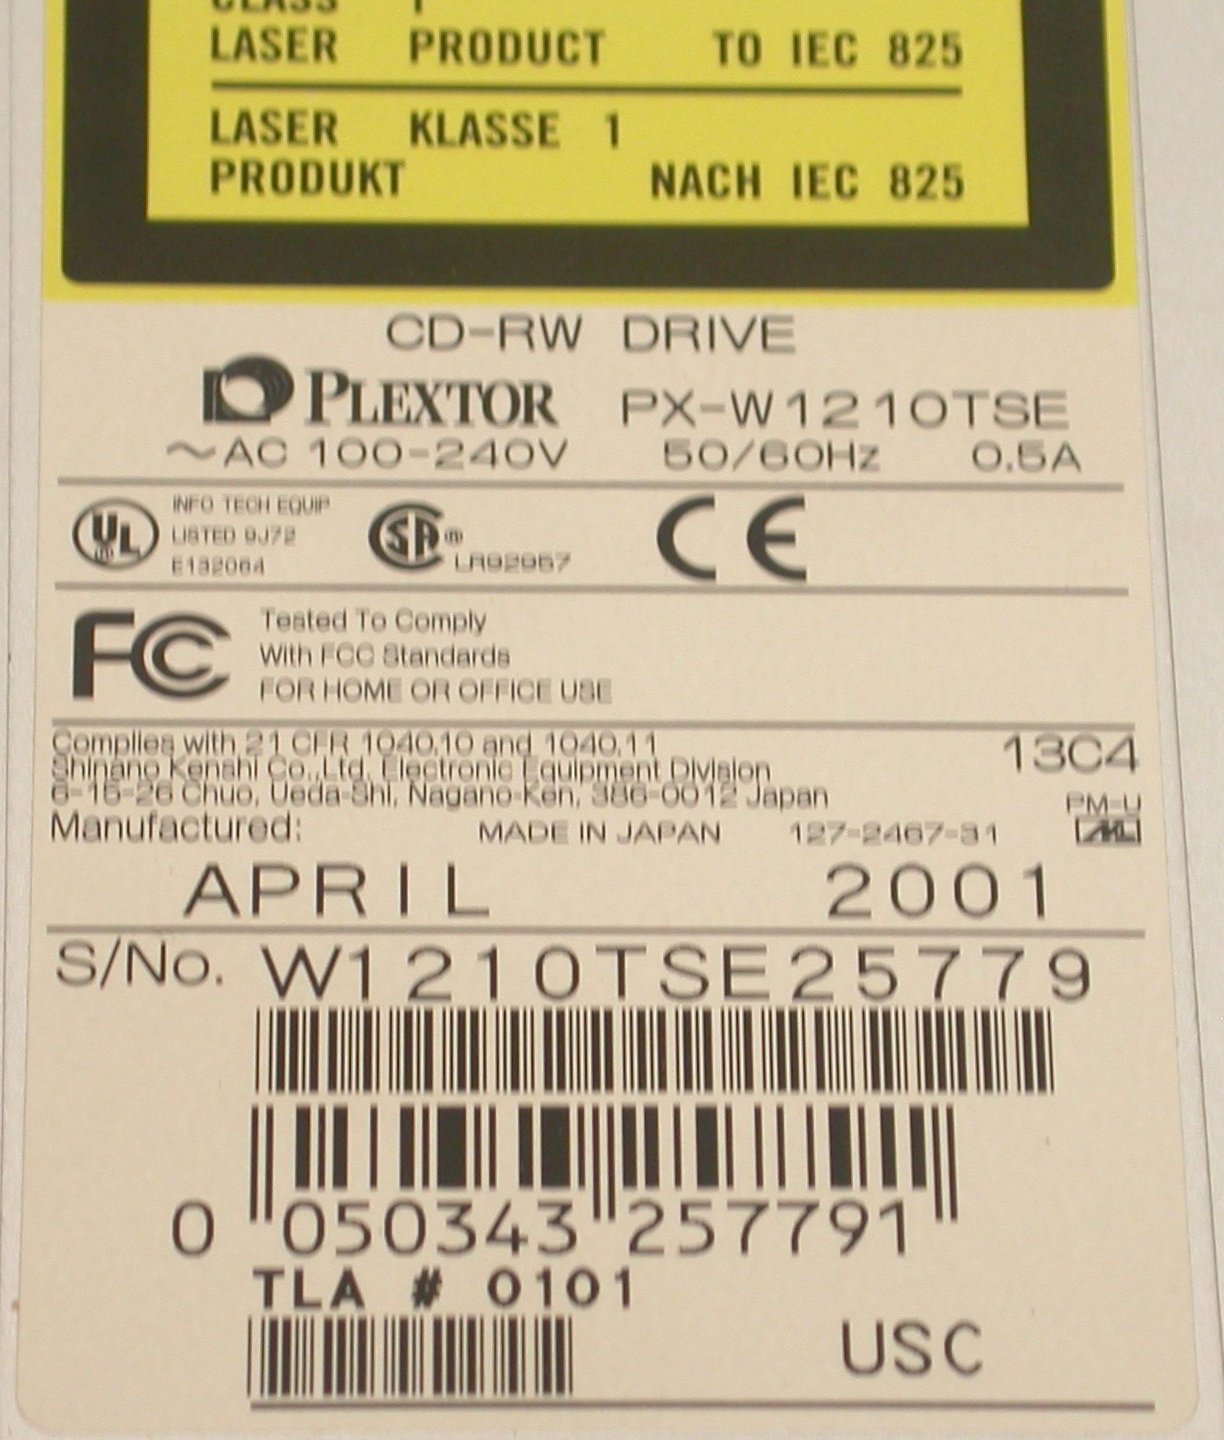 CLASS 1
LASER PRODUCT TO IEC 825
LASER KLASSE 1
PRODUKT NACH IEC 825
CD-RW DRIVE
PLEXTOR PX-W1210TSE
~AC 100-240V 50/60Hz 0.5A
UL INFO TECH EQUIP
LISTED 9J72
E132064
SA ® LR92957
CE
FC Tested To Comply
With FCC Standards
FOR HOME OR OFFICE USE
Complies with 21 CFR 1040.10 and 1040.11 13C4
Shinano Kenshi Co.,Ltd. Electronic Equipment Division
6-15-26 Chuo, Ueda-Shi, Nagano-Ken, 386-0012 Japan
PM-U
Manufactured: MADE IN JAPAN 127-2467-31
APRIL 2001
S/No. W1210TSE25779
0 050343 257791
TLA # 0101
USC